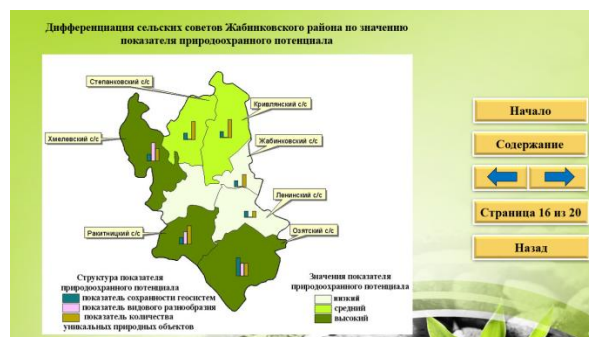 Дифференциация сельских советов Жабинковского района по значению
показателя природоохранного потенциала
Степанковский с/с
Кривлянский с/с
Хмелевский с/с
Жабинковский с/с
Ленинский с/с
Ракитницкий с/с
Озятский с/с
Структура показателя
природоохранного потенциала
показатель сохранности геосистем
показатель видового разнообразия
показатель количества
уникальных природных объектов
Значения показателя
природоохранного потенциала
низкий
средний
высокий
Начало
Содержание
Страница 16 из 20
Назад